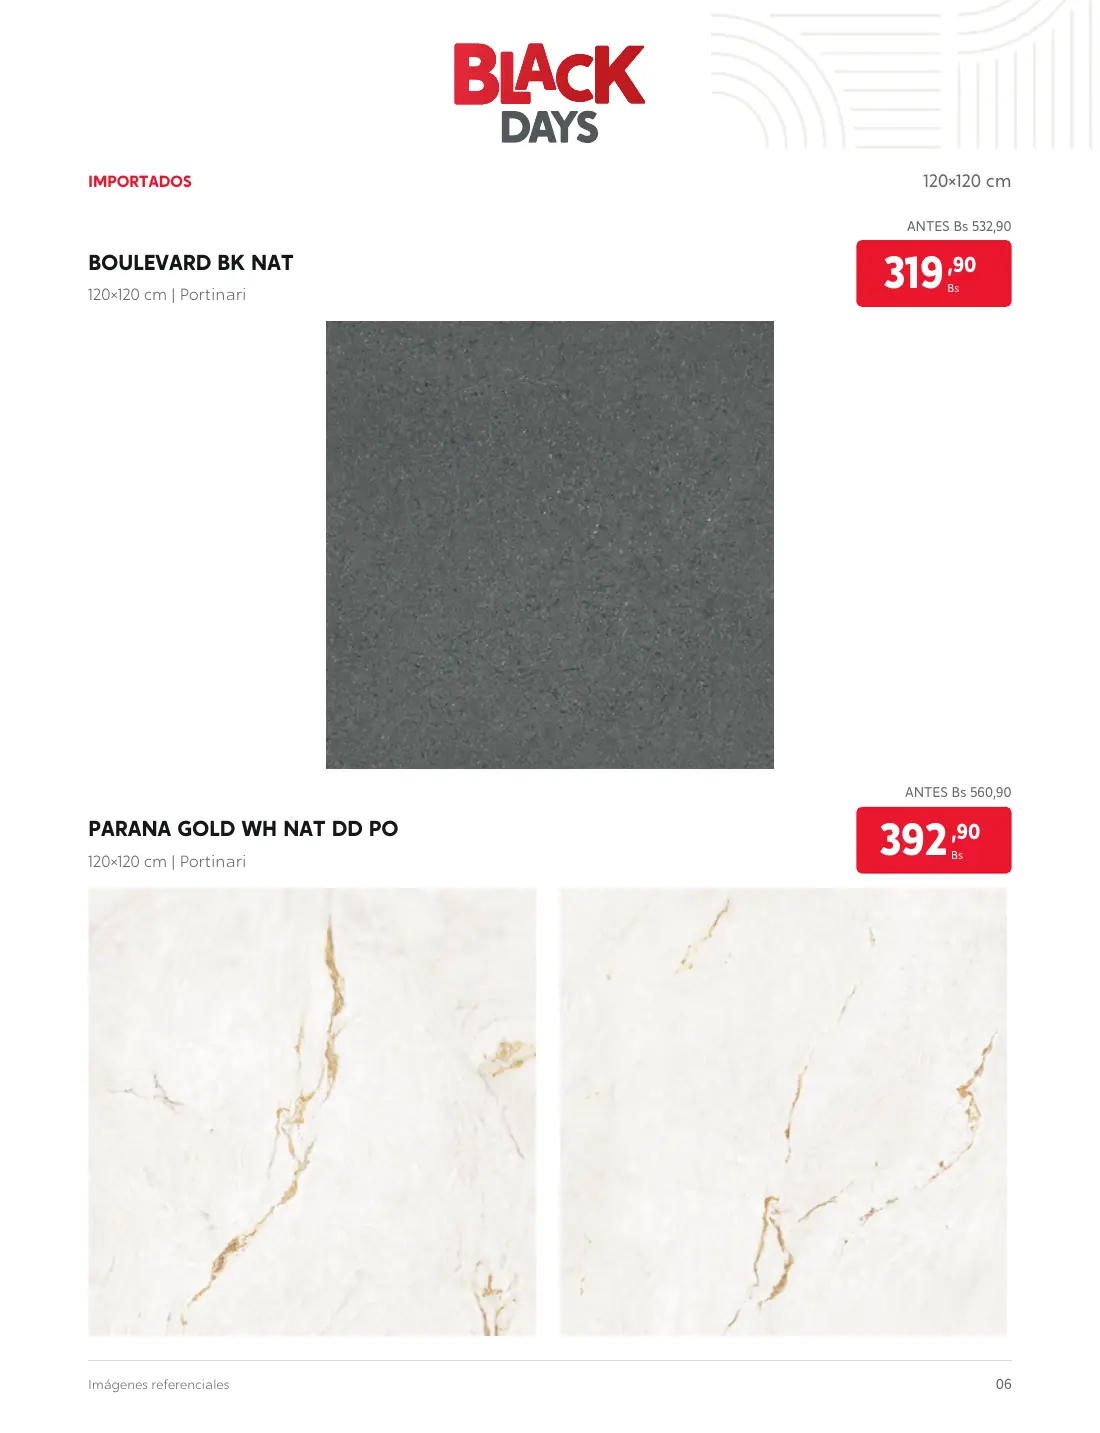 BLACK
DAYS
IMPORTADOS
120×120 cm
ANTES Bs 532,90
BOULEVARD BK NAT
319,90
Bs
120×120 cm | Portinari
ANTES Bs 560,90
PARANA GOLD WH NAT DD PO
392,90
Bs
120×120 cm | Portinari
Imágenes referenciales
06